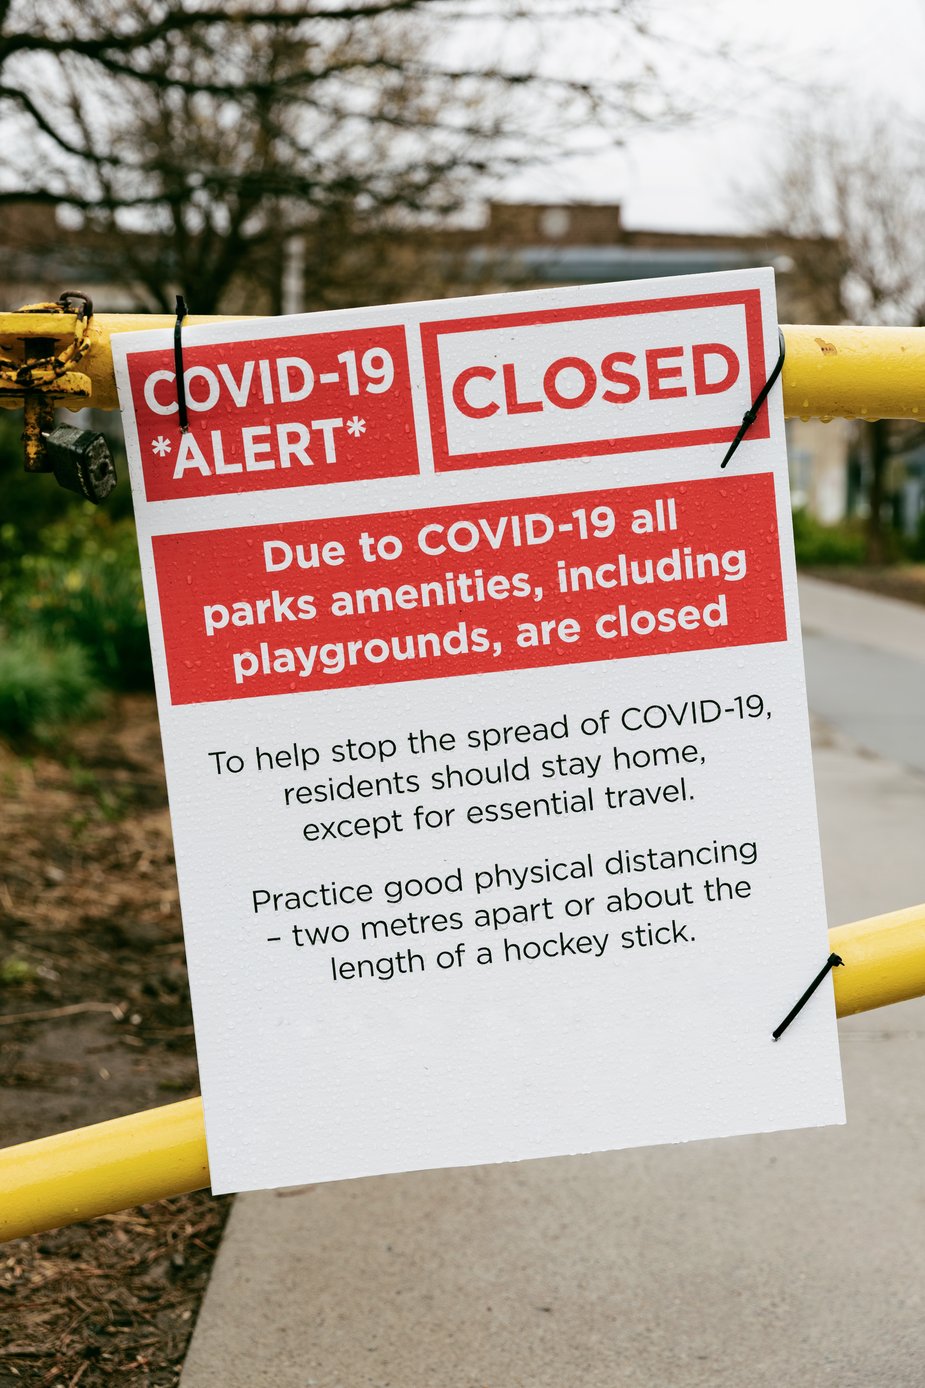 COVID-19
*ALERT*
CLOSED
Due to COVID-19 all
parks amenities, including
playgrounds, are closed
To help stop the spread of COVID-19,
residents should stay home,
except for essential travel.
Practice good physical distancing
– two metres apart or about the
length of a hockey stick.